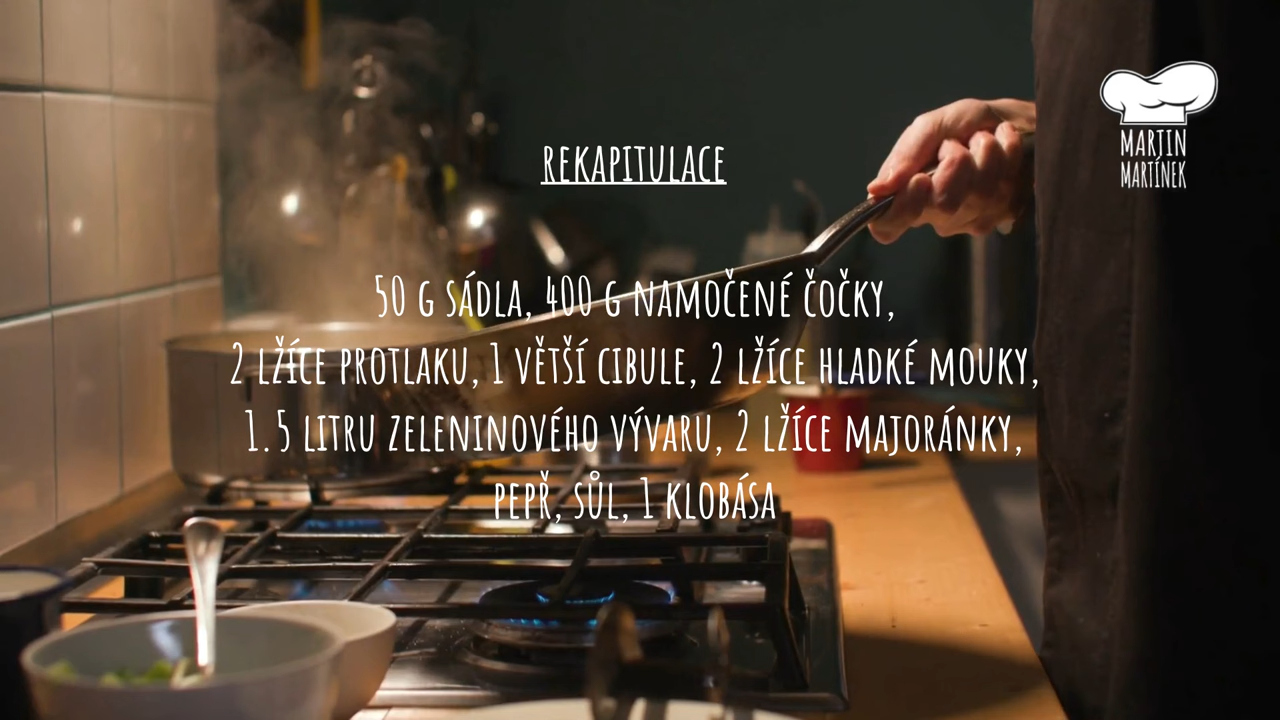 REKAPITULACE
MARTIN
MARTÍNEK
50 G SÁDLA, 400 G NAMOČENÉ ČOČKY,
2 LŽÍCE PROTLAKU, 1 VĚTŠÍ CIBULE, 2 LŽÍCE HLADKÉ MOUKY,
1.5 LITRU ZELENINOVÉHO VÝVARU, 2 LŽÍCE MAJORÁNKY,
PEPŘ, SŮL, 1 KLOBÁSA